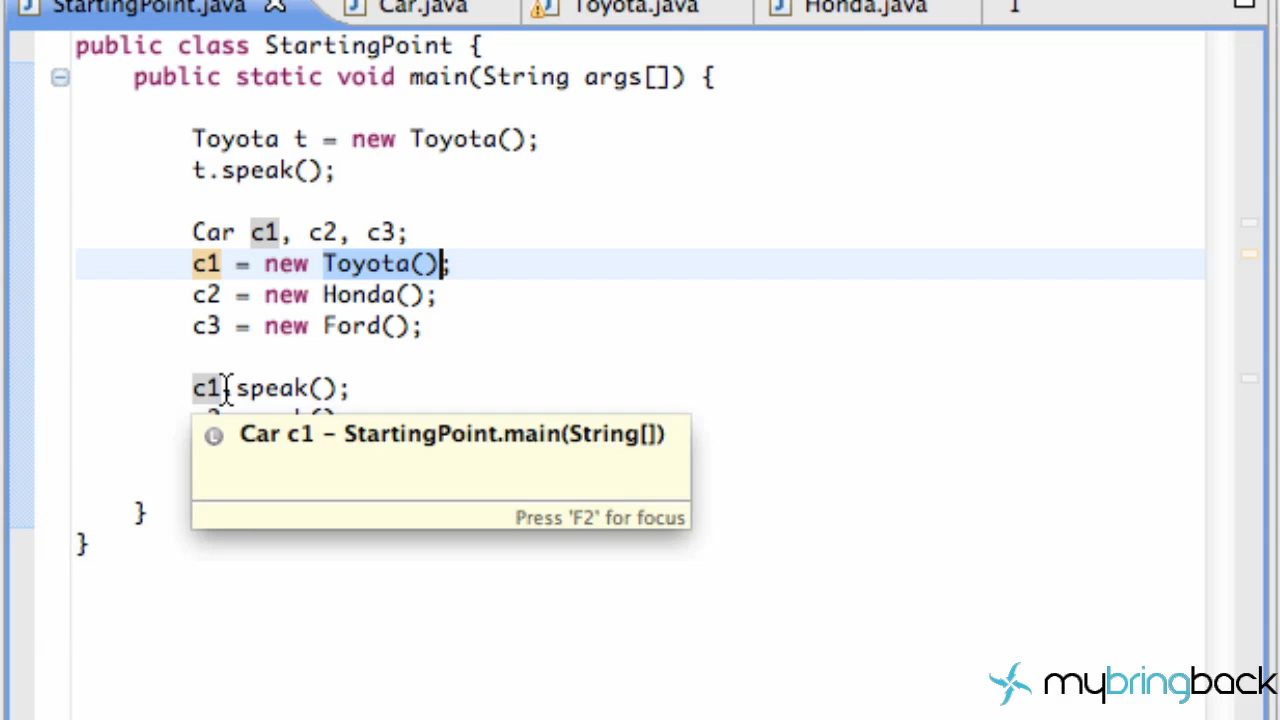 StartingPoint.java Car.java Toyota.java Honda.java 1
public class StartingPoint {
public static void main(String args[]) {
Toyota t = new Toyota();
t.speak();
Car c1, c2, c3;
c1 = new Toyota();
c2 = new Honda();
c3 = new Ford();
c1.speak();
Car c1 - StartingPoint.main(String[])
Press 'F2' for focus
}
}
mybringback